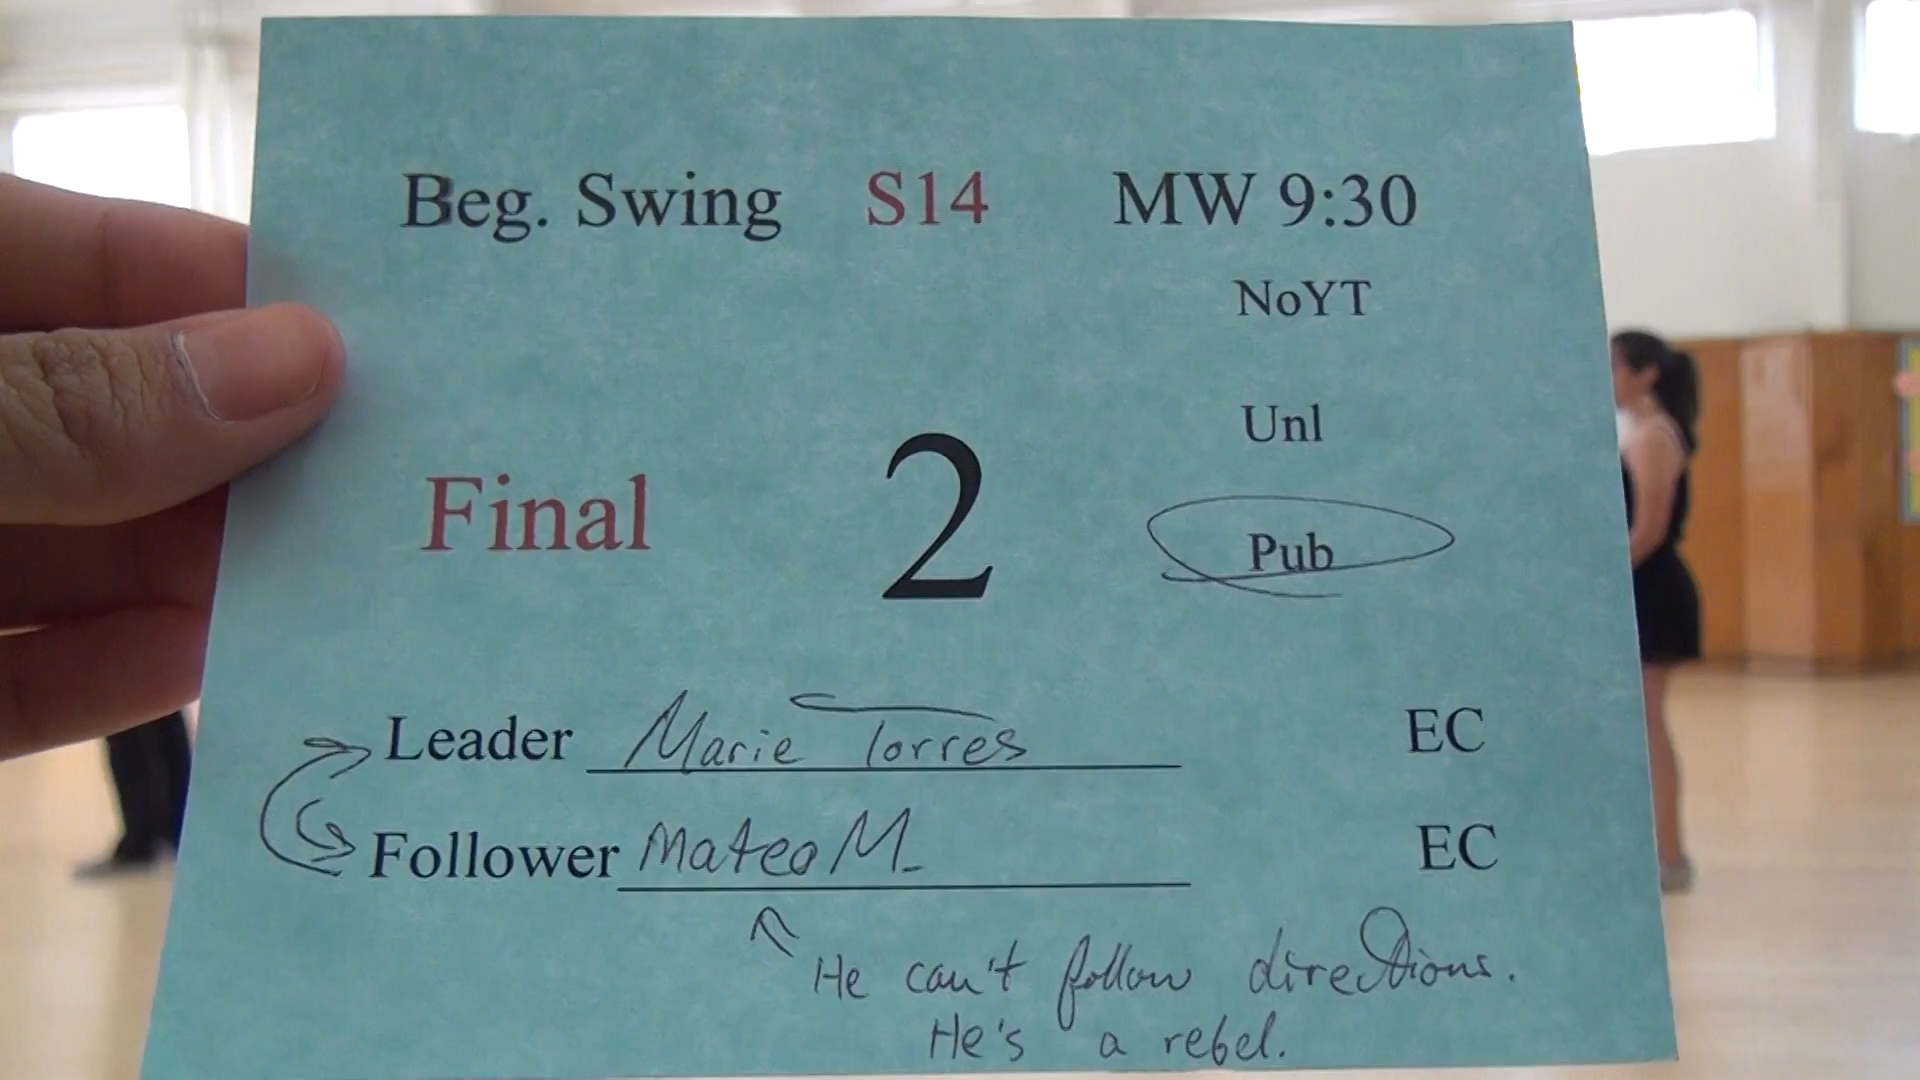 Beg. Swing S14 MW 9:30
NoYT
Unl
Final 2 Pub
Leader Marie Torres EC
Follower Mateo M. EC
He can't follow directions.
He's a rebel.